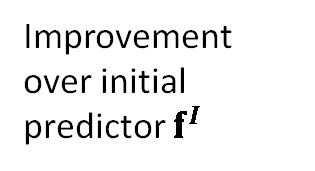 Improvement
over initial
predictor f^I